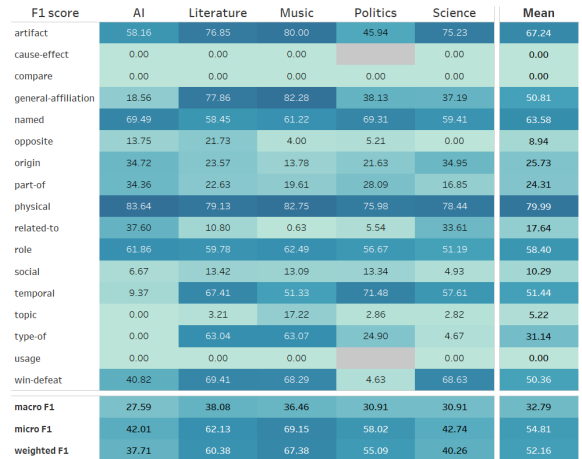 F1 score AI Literature Music Politics Science Mean
artifact 58.16 76.85 80.00 45.94 75.23 67.24
cause-effect 0.00 0.00 0.00 0.00 0.00
compare 0.00 0.00 0.00 0.00 0.00 0.00
general-affiliation 18.56 77.86 82.28 38.13 37.19 50.81
named 69.49 58.45 61.22 69.31 59.41 63.58
opposite 13.75 21.73 4.00 5.21 0.00 8.94
origin 34.72 23.57 13.78 21.63 34.95 25.73
part-of 34.36 22.63 19.61 28.09 16.85 24.31
physical 83.64 79.13 82.75 75.98 78.44 79.99
related-to 37.60 10.80 0.63 5.54 33.61 17.64
role 61.86 59.78 62.49 56.67 51.19 58.40
social 6.67 13.42 13.09 13.34 4.93 10.29
temporal 9.37 67.41 51.33 71.48 57.61 51.44
topic 0.00 3.21 17.22 2.86 2.82 5.22
type-of 0.00 63.04 63.07 24.90 4.67 31.14
usage 0.00 0.00 0.00 0.00 0.00
win-defeat 40.82 69.41 68.29 4.63 68.63 50.36
macro F1 27.59 38.08 36.46 30.91 30.91 32.79
micro F1 42.01 62.13 69.15 58.02 42.74 54.81
weighted F1 37.71 60.38 67.38 55.09 40.26 52.16